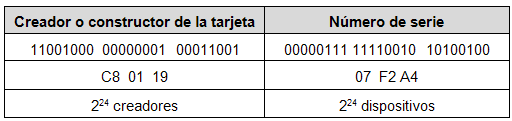 Creador o constructor de la tarjeta Número de serie
11001000 00000001 00011001 00000111 11110010 10100100
C8 01 19 07 F2 A4
2²⁴ creadores 2²⁴ dispositivos